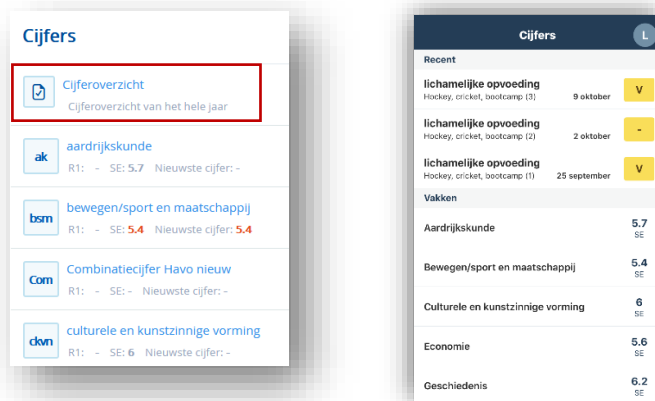 Cijfers
Cijferoverzicht
Cijferoverzicht van het hele jaar
ak
aardrijkskunde
R1: - SE: 5.7 Nieuwste cijfer: -
bsm
bewegen/sport en maatschappij
R1: - SE: 5.4 Nieuwste cijfer: 5.4
Com
Combinatiecijfer Havo nieuw
R1: - SE: - Nieuwste cijfer: -
ckvn
culturele en kunstzinnige vorming
R1: - SE: 6 Nieuwste cijfer: -
Cijfers
L
Recent
lichamelijke opvoeding
Hockey, cricket, bootcamp (3) 9 oktober V
lichamelijke opvoeding
Hockey, cricket, bootcamp (2) 2 oktober -
lichamelijke opvoeding
Hockey, cricket, bootcamp (1) 25 september V
Vakken
Aardrijkskunde 5.7
SE
Bewegen/sport en maatschappij 5.4
SE
Culturele en kunstzinnige vorming 6
SE
Economie 5.6
SE
Geschiedenis 6.2
SE